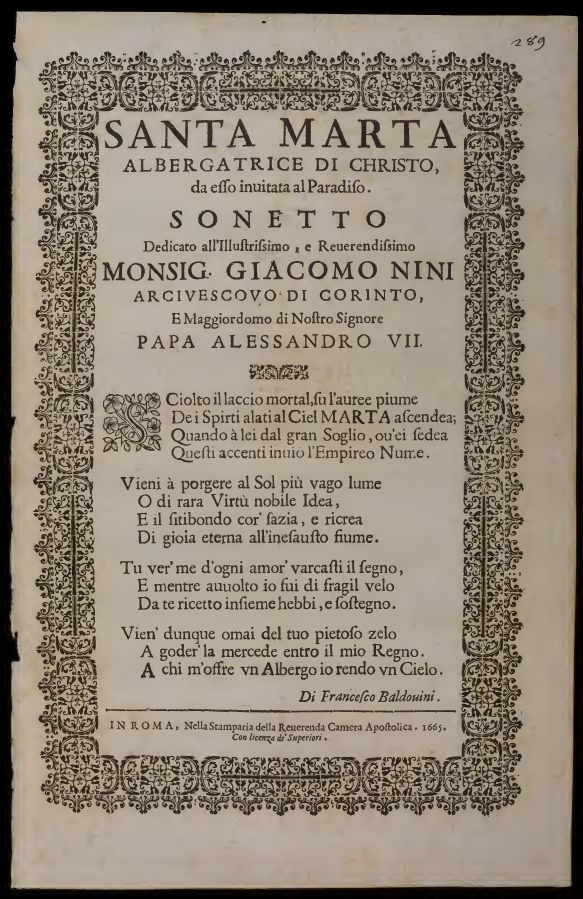 289
SANTA MARTA
ALBERGATRICE DI CHRISTO,
da eſſo inuitata al Paradiſo.
SONETTO
Dedicato all'Illuſtriſsimo, e Reuerendiſsimo
MONSIG. GIACOMO NINI
ARCIVESCOVO DI CORINTO,
E Maggiordomo di Noſtro Signore
PAPA ALESSANDRO VII.
SCiolto il laccio mortal, ſu l'auree piume
De i Spirti alati al Ciel MARTA aſcendea;
Quando à lei dal gran Soglio, ou'ei ſedea
Queſti accenti inuiò l'Empireo Nume.
Vieni à porgere al Sol più vago lume
O di rara Virtù nobile Idea,
E il ſitibondo cor' ſazia, e ricrea
Di gioia eterna all'ineſauſto fiume.
Tu ver' me d'ogni amor' varcaſti il ſegno,
E mentre auuolto io fui di fragil velo
Da te ricetto inſieme hebbi, e ſoſtegno.
Vien' dunque omai del tuo pietoſo zelo
A goder' la mercede entro il mio Regno.
A chi m'offre vn Albergo io rendo vn Cielo.
Di Franceſco Baldouini.
IN ROMA, Nella Stamparia della Reuerenda Camera Apoſtolica. 1665.
Con licenza de' Superiori.